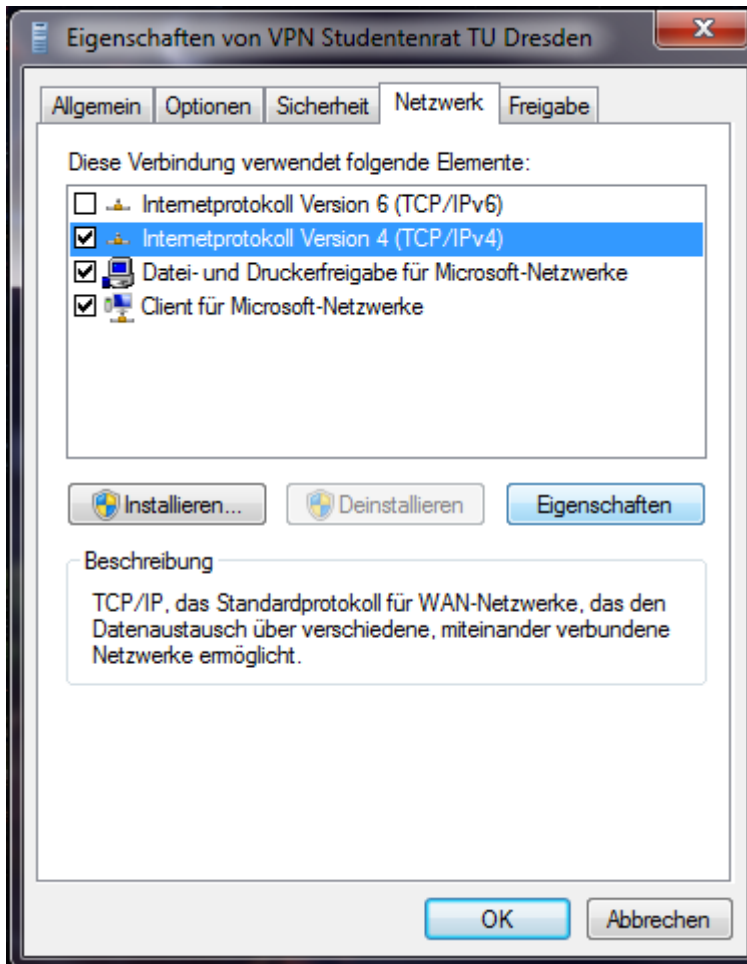 Eigenschaften von VPN Studentenrat TU Dresden
Allgemein Optionen Sicherheit Netzwerk Freigabe
Diese Verbindung verwendet folgende Elemente:
Internetprotokoll Version 6 (TCP/IPv6)
Internetprotokoll Version 4 (TCP/IPv4)
Datei- und Druckerfreigabe für Microsoft-Netzwerke
Client für Microsoft-Netzwerke
Installieren... Deinstallieren Eigenschaften
Beschreibung
TCP/IP, das Standardprotokoll für WAN-Netzwerke, das den
Datenaustausch über verschiedene, miteinander verbundene
Netzwerke ermöglicht.
OK Abbrechen